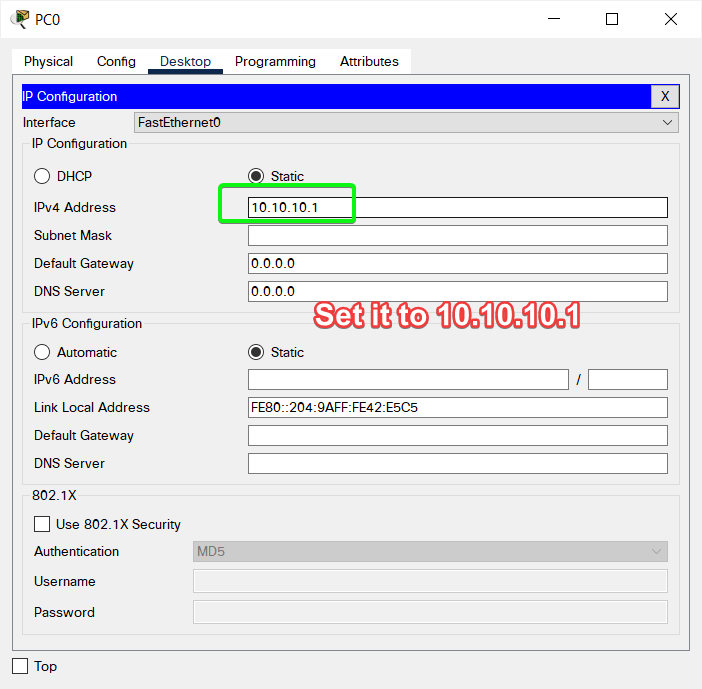 PC0
Physical Config Desktop Programming Attributes
IP Configuration X
Interface FastEthernet0
IP Configuration
DHCP Static
IPv4 Address 10.10.10.1
Subnet Mask
Default Gateway 0.0.0.0
DNS Server 0.0.0.0
Set it to 10.10.10.1
IPv6 Configuration
Automatic Static
IPv6 Address /
Link Local Address FE80::204:9AFF:FE42:E5C5
Default Gateway
DNS Server
802.1X
Use 802.1X Security
Authentication MD5
Username
Password
Top